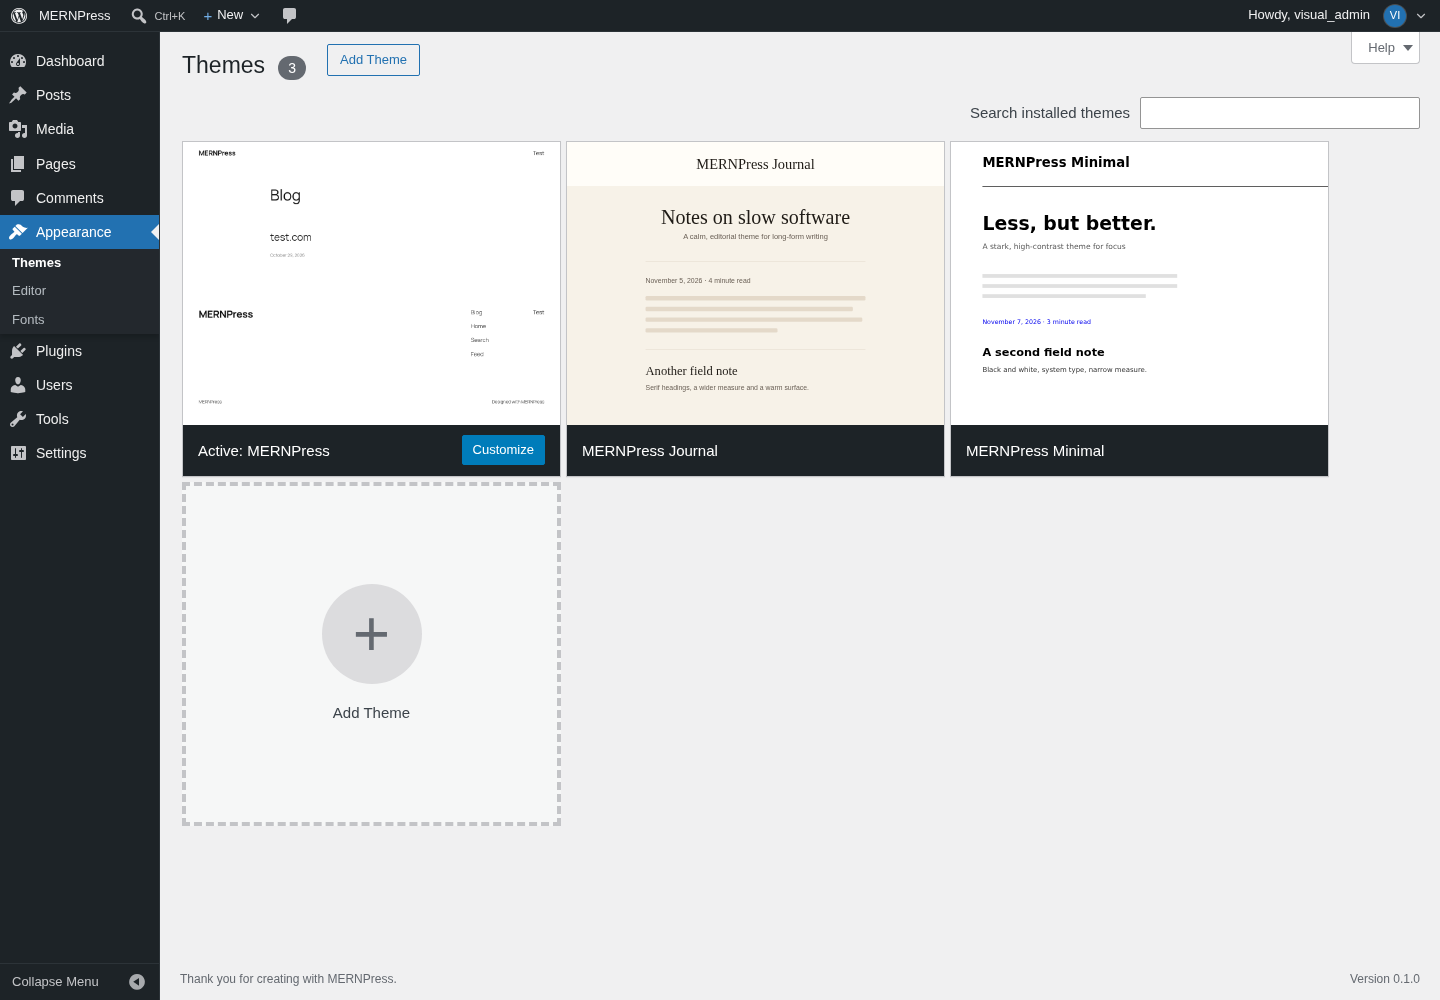 MERNPress
Ctrl+K
+ New
Howdy, visual_admin
VI
Dashboard
Posts
Media
Pages
Comments
Appearance
Themes
Editor
Fonts
Plugins
Users
Tools
Settings
Collapse Menu
Themes 3
Add Theme
Help
Search installed themes
MERNPress
Test
Blog
test.com
MERNPress
Blog
Test
Home
Search
Feed
MERNPress
Designed with MERNPress
Active: MERNPress
Customize
MERNPress Journal
Notes on slow software
A calm, editorial theme for long-form writing
November 5, 2026 · 4 minute read
Another field note
Serif headings, a wider measure and a warm surface.
MERNPress Journal
MERNPress Minimal
Less, but better.
A stark, high-contrast theme for focus
November 7, 2026 · 3 minute read
A second field note
Black and white, system type, narrow measure.
MERNPress Minimal
Add Theme
Thank you for creating with MERNPress.
Version 0.1.0